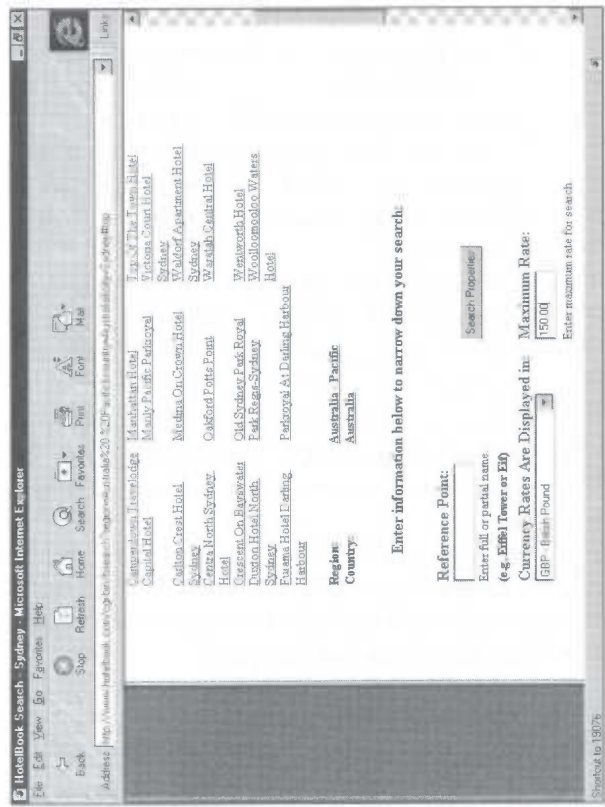 HotelBook Search - Sydney - Microsoft Internet Explorer
File Edit View Go Favorites Help
Back Stop Refresh Home Search Favorites Print Font Mail
Address Links
Camperdown Travelodge Manhattan Hotel Top Of The Town Hotel
Capital Hotel Manly Pacific Parkroyal Victoria Court Hotel
Sydney
Carlton Crest Hotel Medina On Crown Hotel Waldorf Apartment Hotel
Sydney Sydney
Centra North Sydney Oakford Potts Point Waratah Central Hotel
Hotel
Crescent On Bayswater Old Sydney Park Royal Wentworth Hotel
Duxton Hotel North Park Regis-Sydney Woolloomooloo Waters
Sydney Hotel
Furama Hotel Darling Parkroyal At Darling Harbour
Harbour
Region: Australia - Pacific
Country: Australia
Enter information below to narrow down your search:
Reference Point:
Search Properties
Enter full or partial name.
(e.g. Eiffel Tower or Eif)
Currency Rates Are Displayed in: Maximum Rate:
GBP - British Pound 150.00
Enter maximum rate for search
Shortcut to 19076